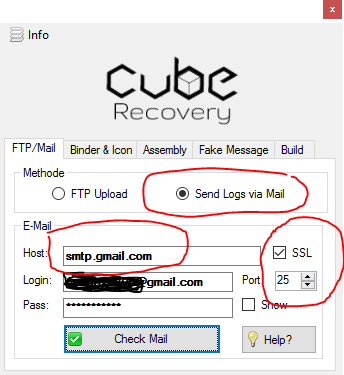 x
Info
cube
Recovery
FTP/Mail Binder & Icon Assembly Fake Message Build
Methode
FTP Upload Send Logs via Mail
E-Mail
Host: smtp.gmail.com SSL
Login: @gmail.com Port 25
Pass: ************ Show
Check Mail Help?